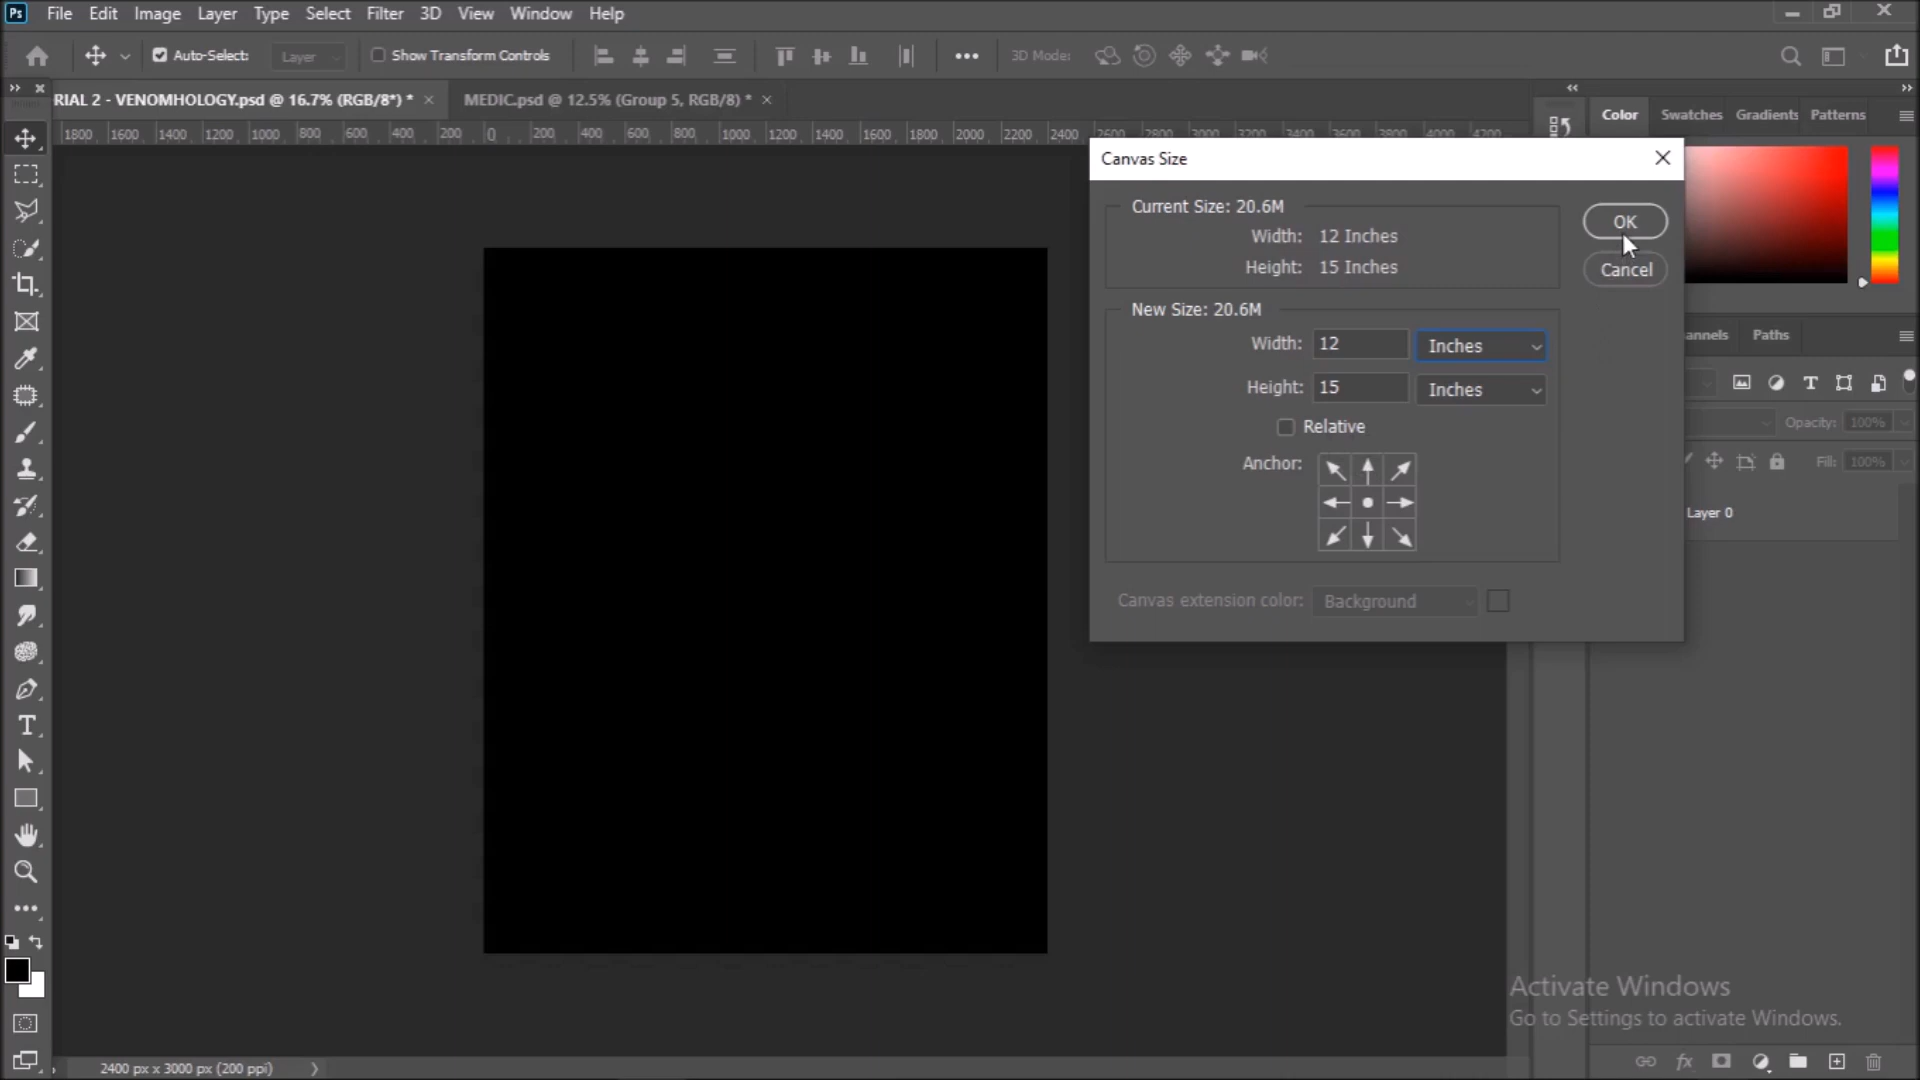 Ps File Edit Image Layer Type Select Filter 3D View Window Help
Auto-Select: Layer Show Transform Controls 3D Mode:
RIAL 2 - VENOMHOLOGY.psd @ 16.7% (RGB/8*) * × MEDIC.psd @ 12.5% (Group 5, RGB/8) * ×
Color Swatches Gradients Patterns
1800 1600 1400 1200 1000 800 600 400 200 0 200 400 600 800 1000 1200 1400 1600 1800 2000 2200 2400 2600 2800 3000 3200 3400 3600 3800 4000 4200
Canvas Size
Current Size: 20.6M
OK
Width: 12 Inches
Height: 15 Inches
Cancel
New Size: 20.6M
Width: 12 Inches
annels Paths
Height: 15 Inches
Relative
Opacity: 100%
Anchor:
Fill: 100%
Layer 0
Canvas extension color: Background
T
Activate Windows
Go to Settings to activate Windows.
2400 px x 3000 px (200 ppi)
fx